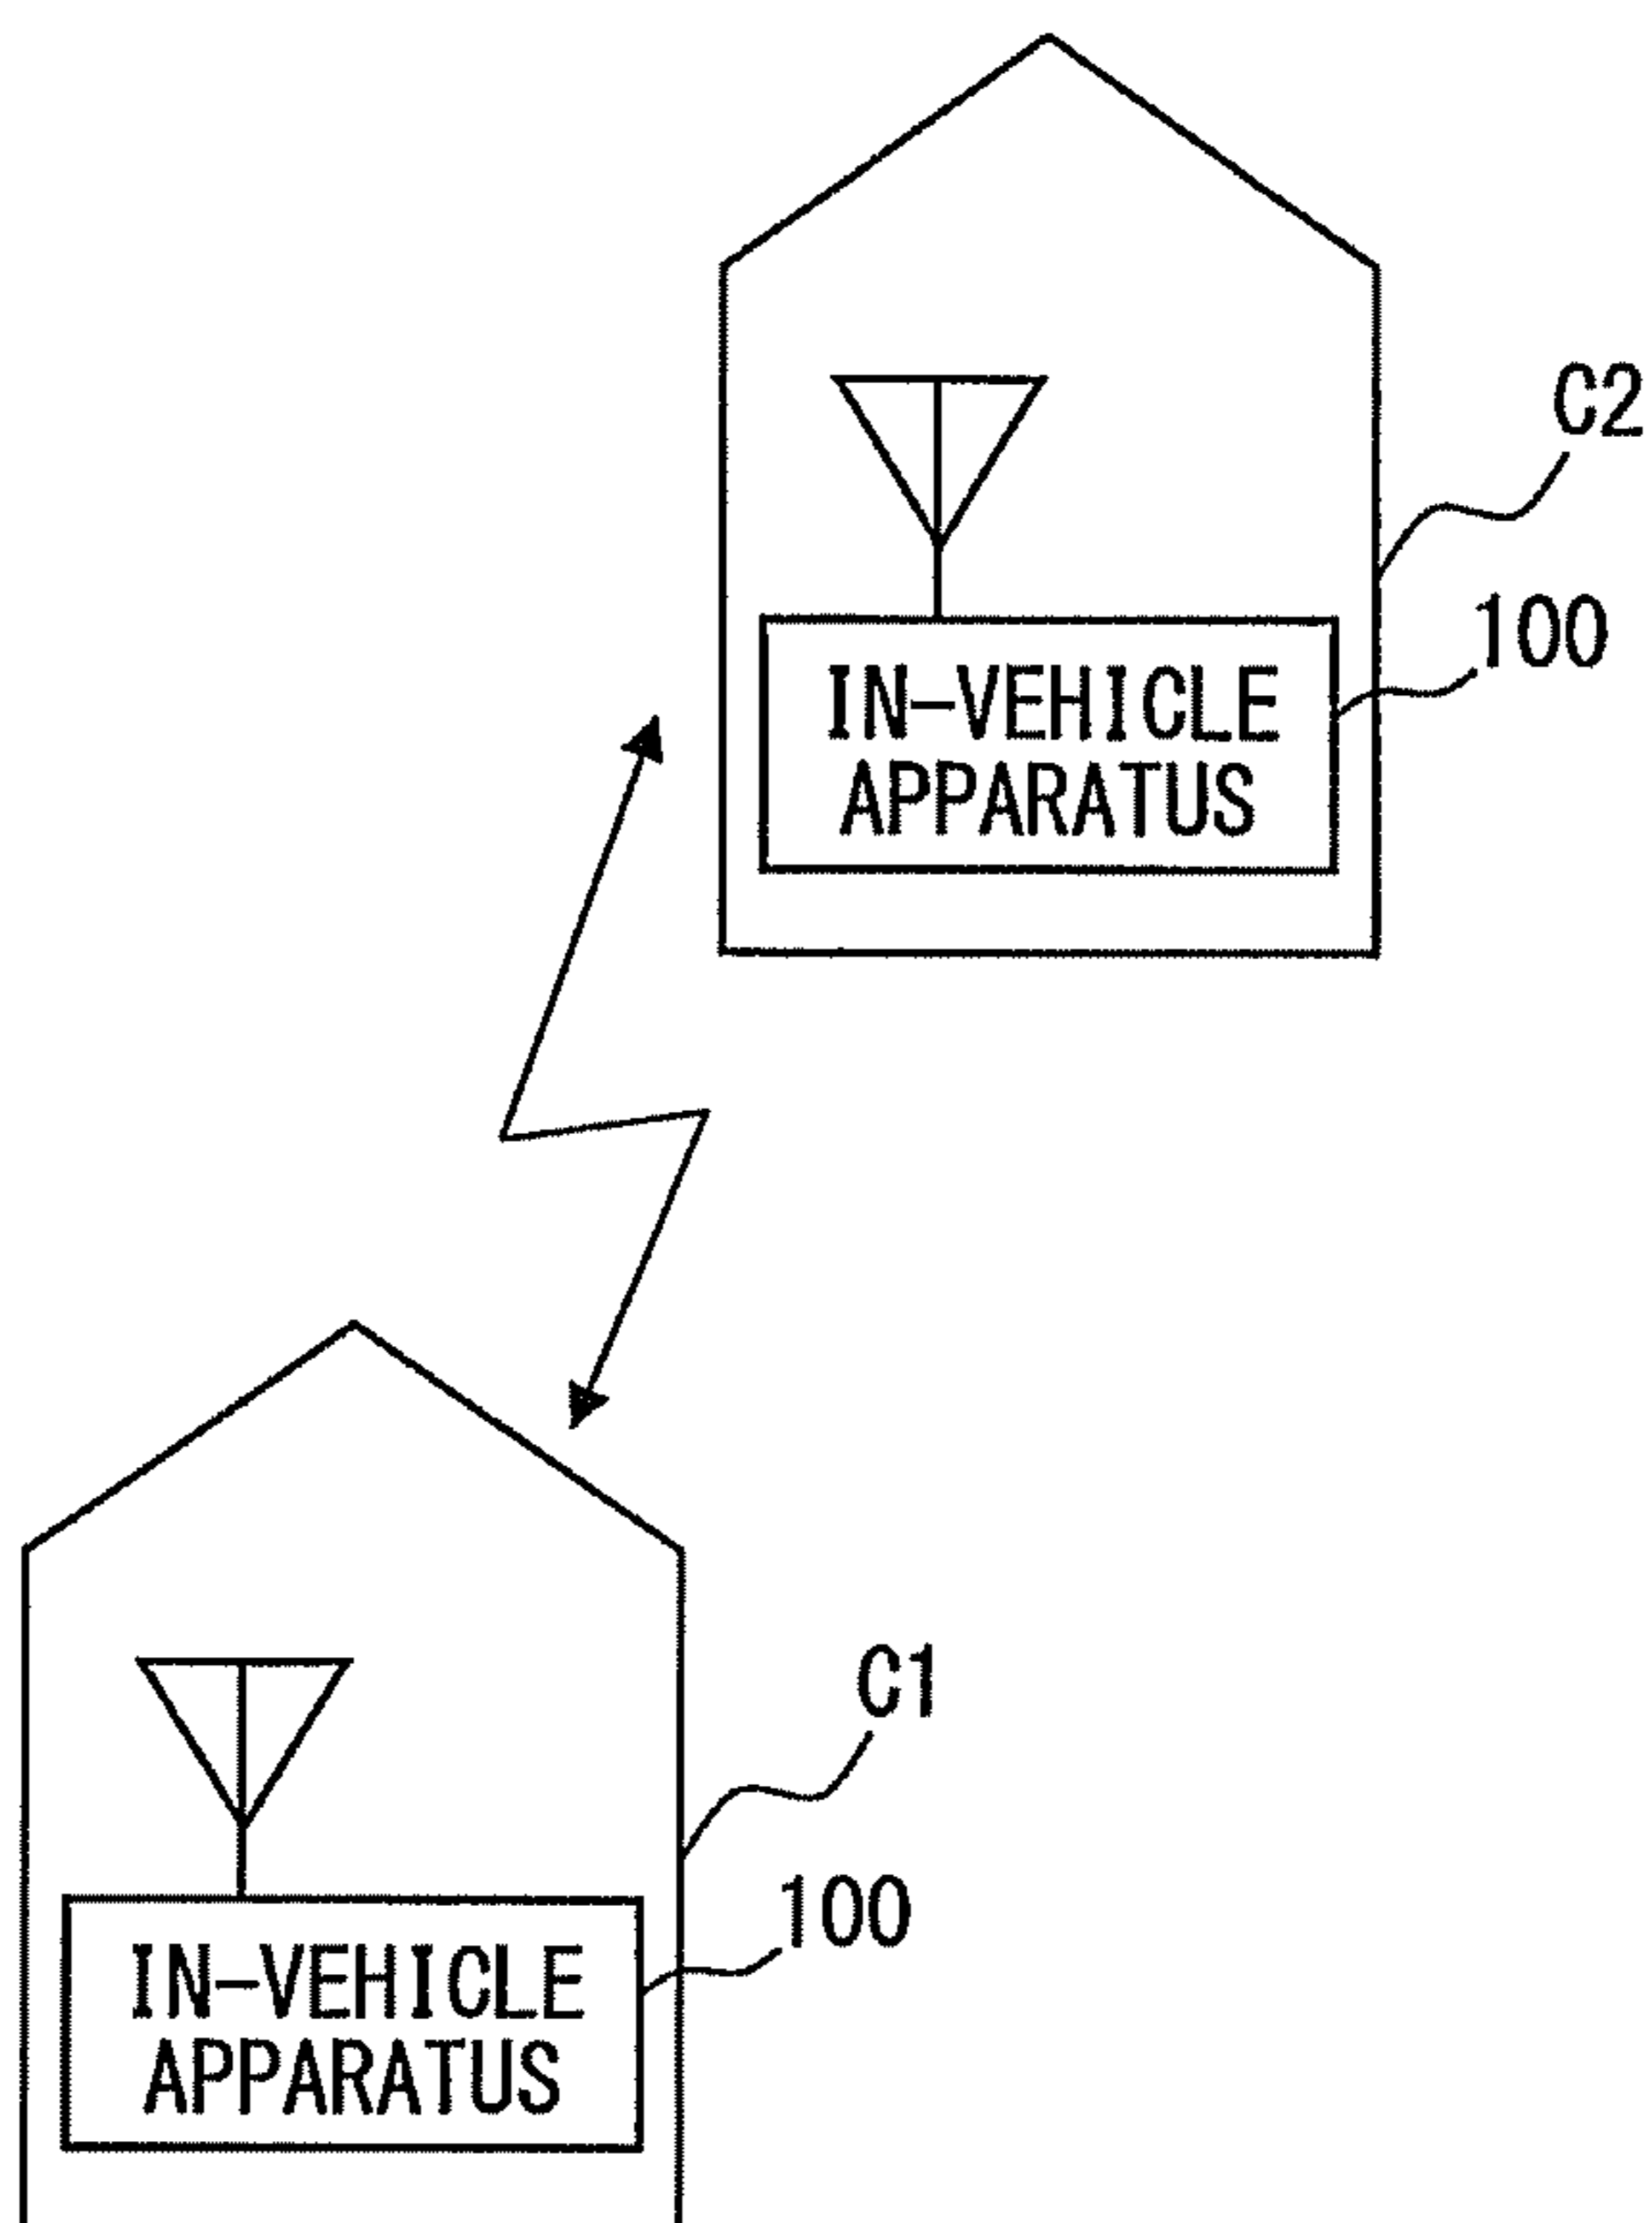 C2
100
IN-VEHICLE
APPARATUS
C1
100
IN-VEHICLE
APPARATUS